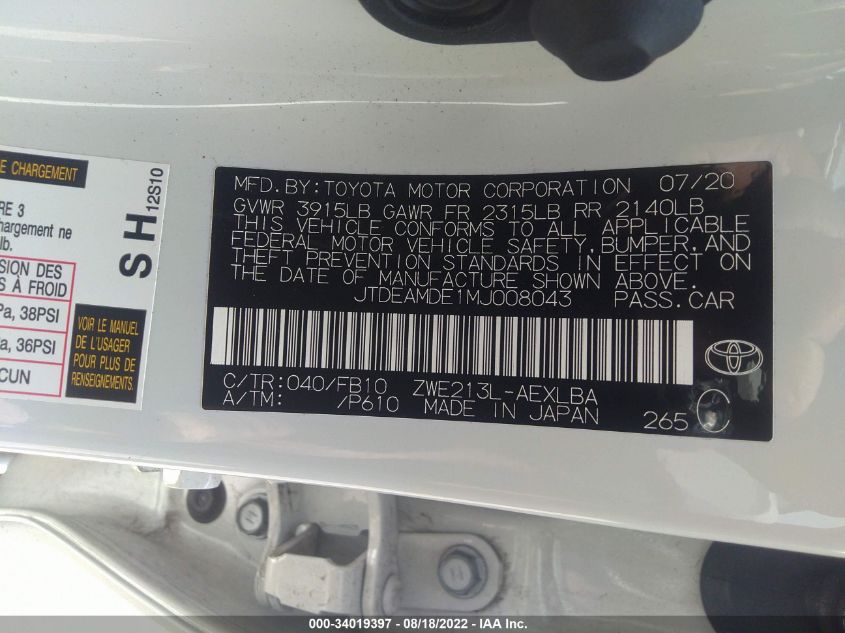 E CHARGEMENT
RE 3
chargement ne
lb.
SION DES
S À FROID
Pa, 38PSI
a, 36PSI
CUN
SH
12S10
VOIR LE MANUEL
DE L'USAGER
POUR PLUS DE
RENSEIGNEMENTS.
MFD. BY: TOYOTA MOTOR CORPORATION 07/20
GVWR 3915LB GAWR FR 2315LB RR 2140LB
THIS VEHICLE CONFORMS TO ALL APPLICABLE
FEDERAL MOTOR VEHICLE SAFETY, BUMPER, AND
THEFT PREVENTION STANDARDS IN EFFECT ON
THE DATE OF MANUFACTURE SHOWN ABOVE.
JTDEAMDE1MJ008043 PASS. CAR
C/TR: 040/FB10 ZWE213L-AEXLBA
A/TM: /P610 MADE IN JAPAN 265
TOYOTA
000-34019397 - 08/18/2022 - IAA Inc.